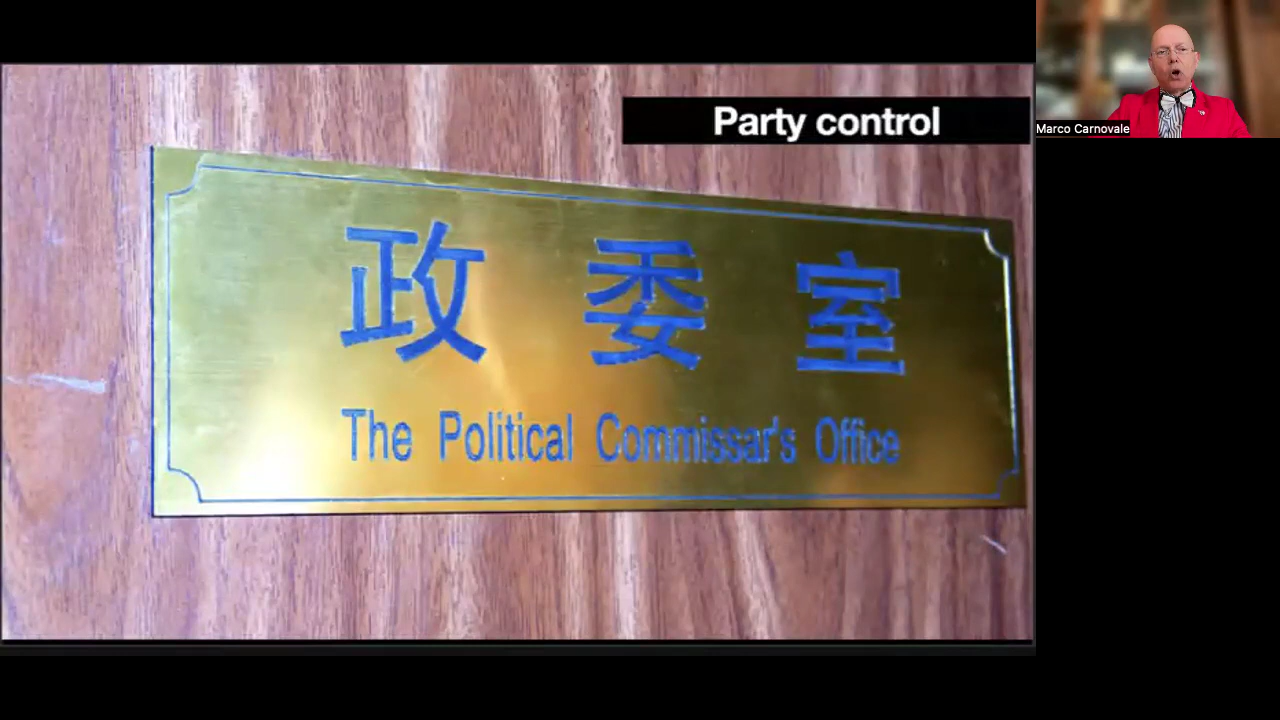 Party control
Marco Carnovale
政委室
The Political Commissar's Office